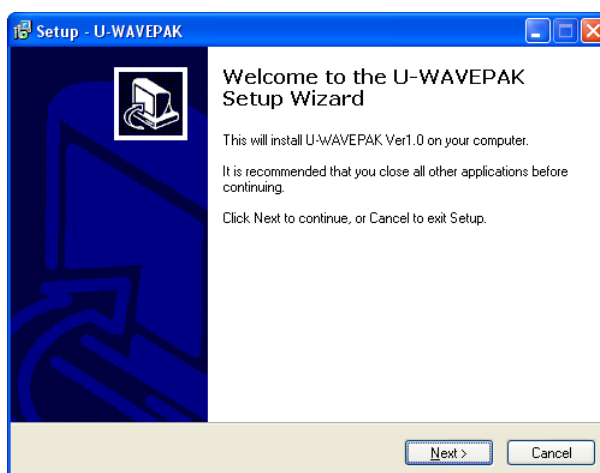 Setup - U-WAVEPAK
Welcome to the U-WAVEPAK
Setup Wizard
This will install U-WAVEPAK Ver1.0 on your computer.
It is recommended that you close all other applications before
continuing.
Click Next to continue, or Cancel to exit Setup.
Next >
Cancel